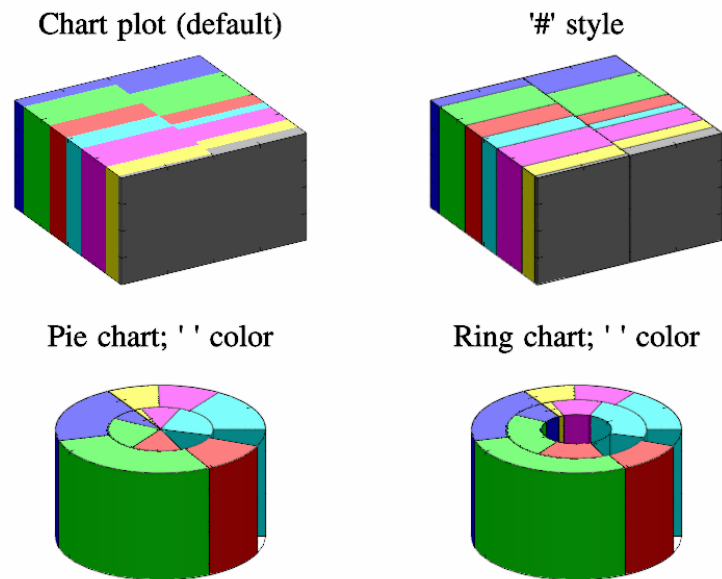 Chart plot (default)
'#' style
Pie chart; ' ' color
Ring chart; ' ' color